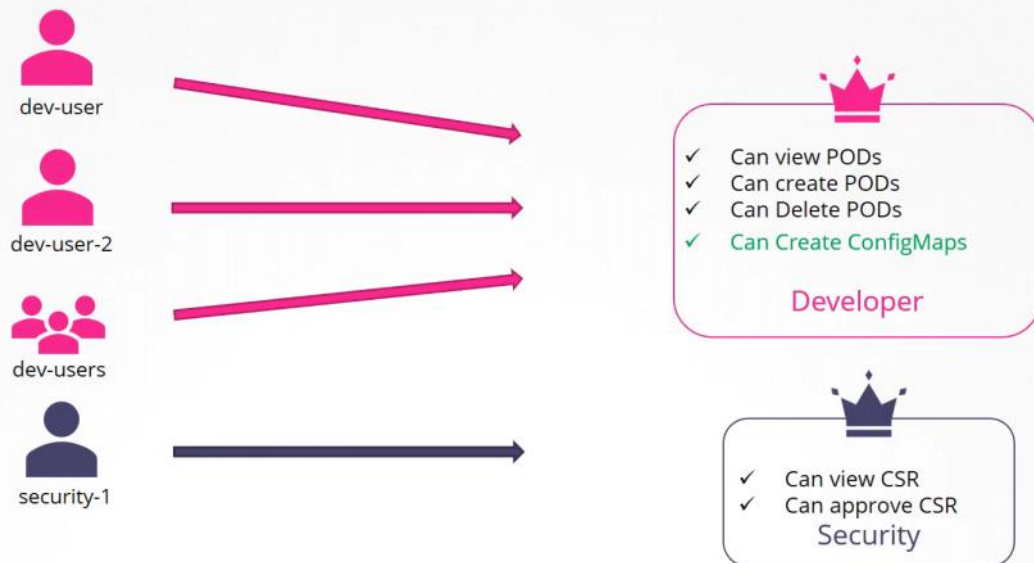 dev-user
dev-user-2
dev-users
security-1
✓ Can view PODs
✓ Can create PODs
✓ Can Delete PODs
✓ Can Create ConfigMaps
Developer
✓ Can view CSR
✓ Can approve CSR
Security